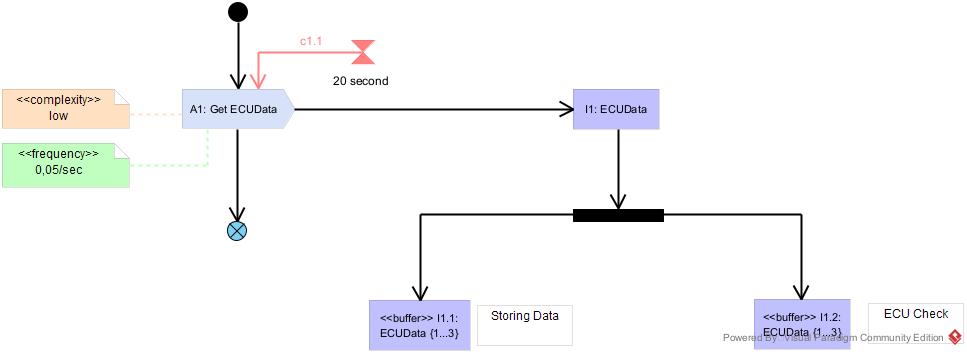 c1.1
20 second
<<complexity>>
low
A1: Get ECUData
I1: ECUData
<<frequency>>
0,05/sec
<<buffer>> I1.1:
ECUData {1...3}
Storing Data
<<buffer>> I1.2:
ECUData {1...3}
ECU Check
Powered By: Visual Paradigm Community Edition